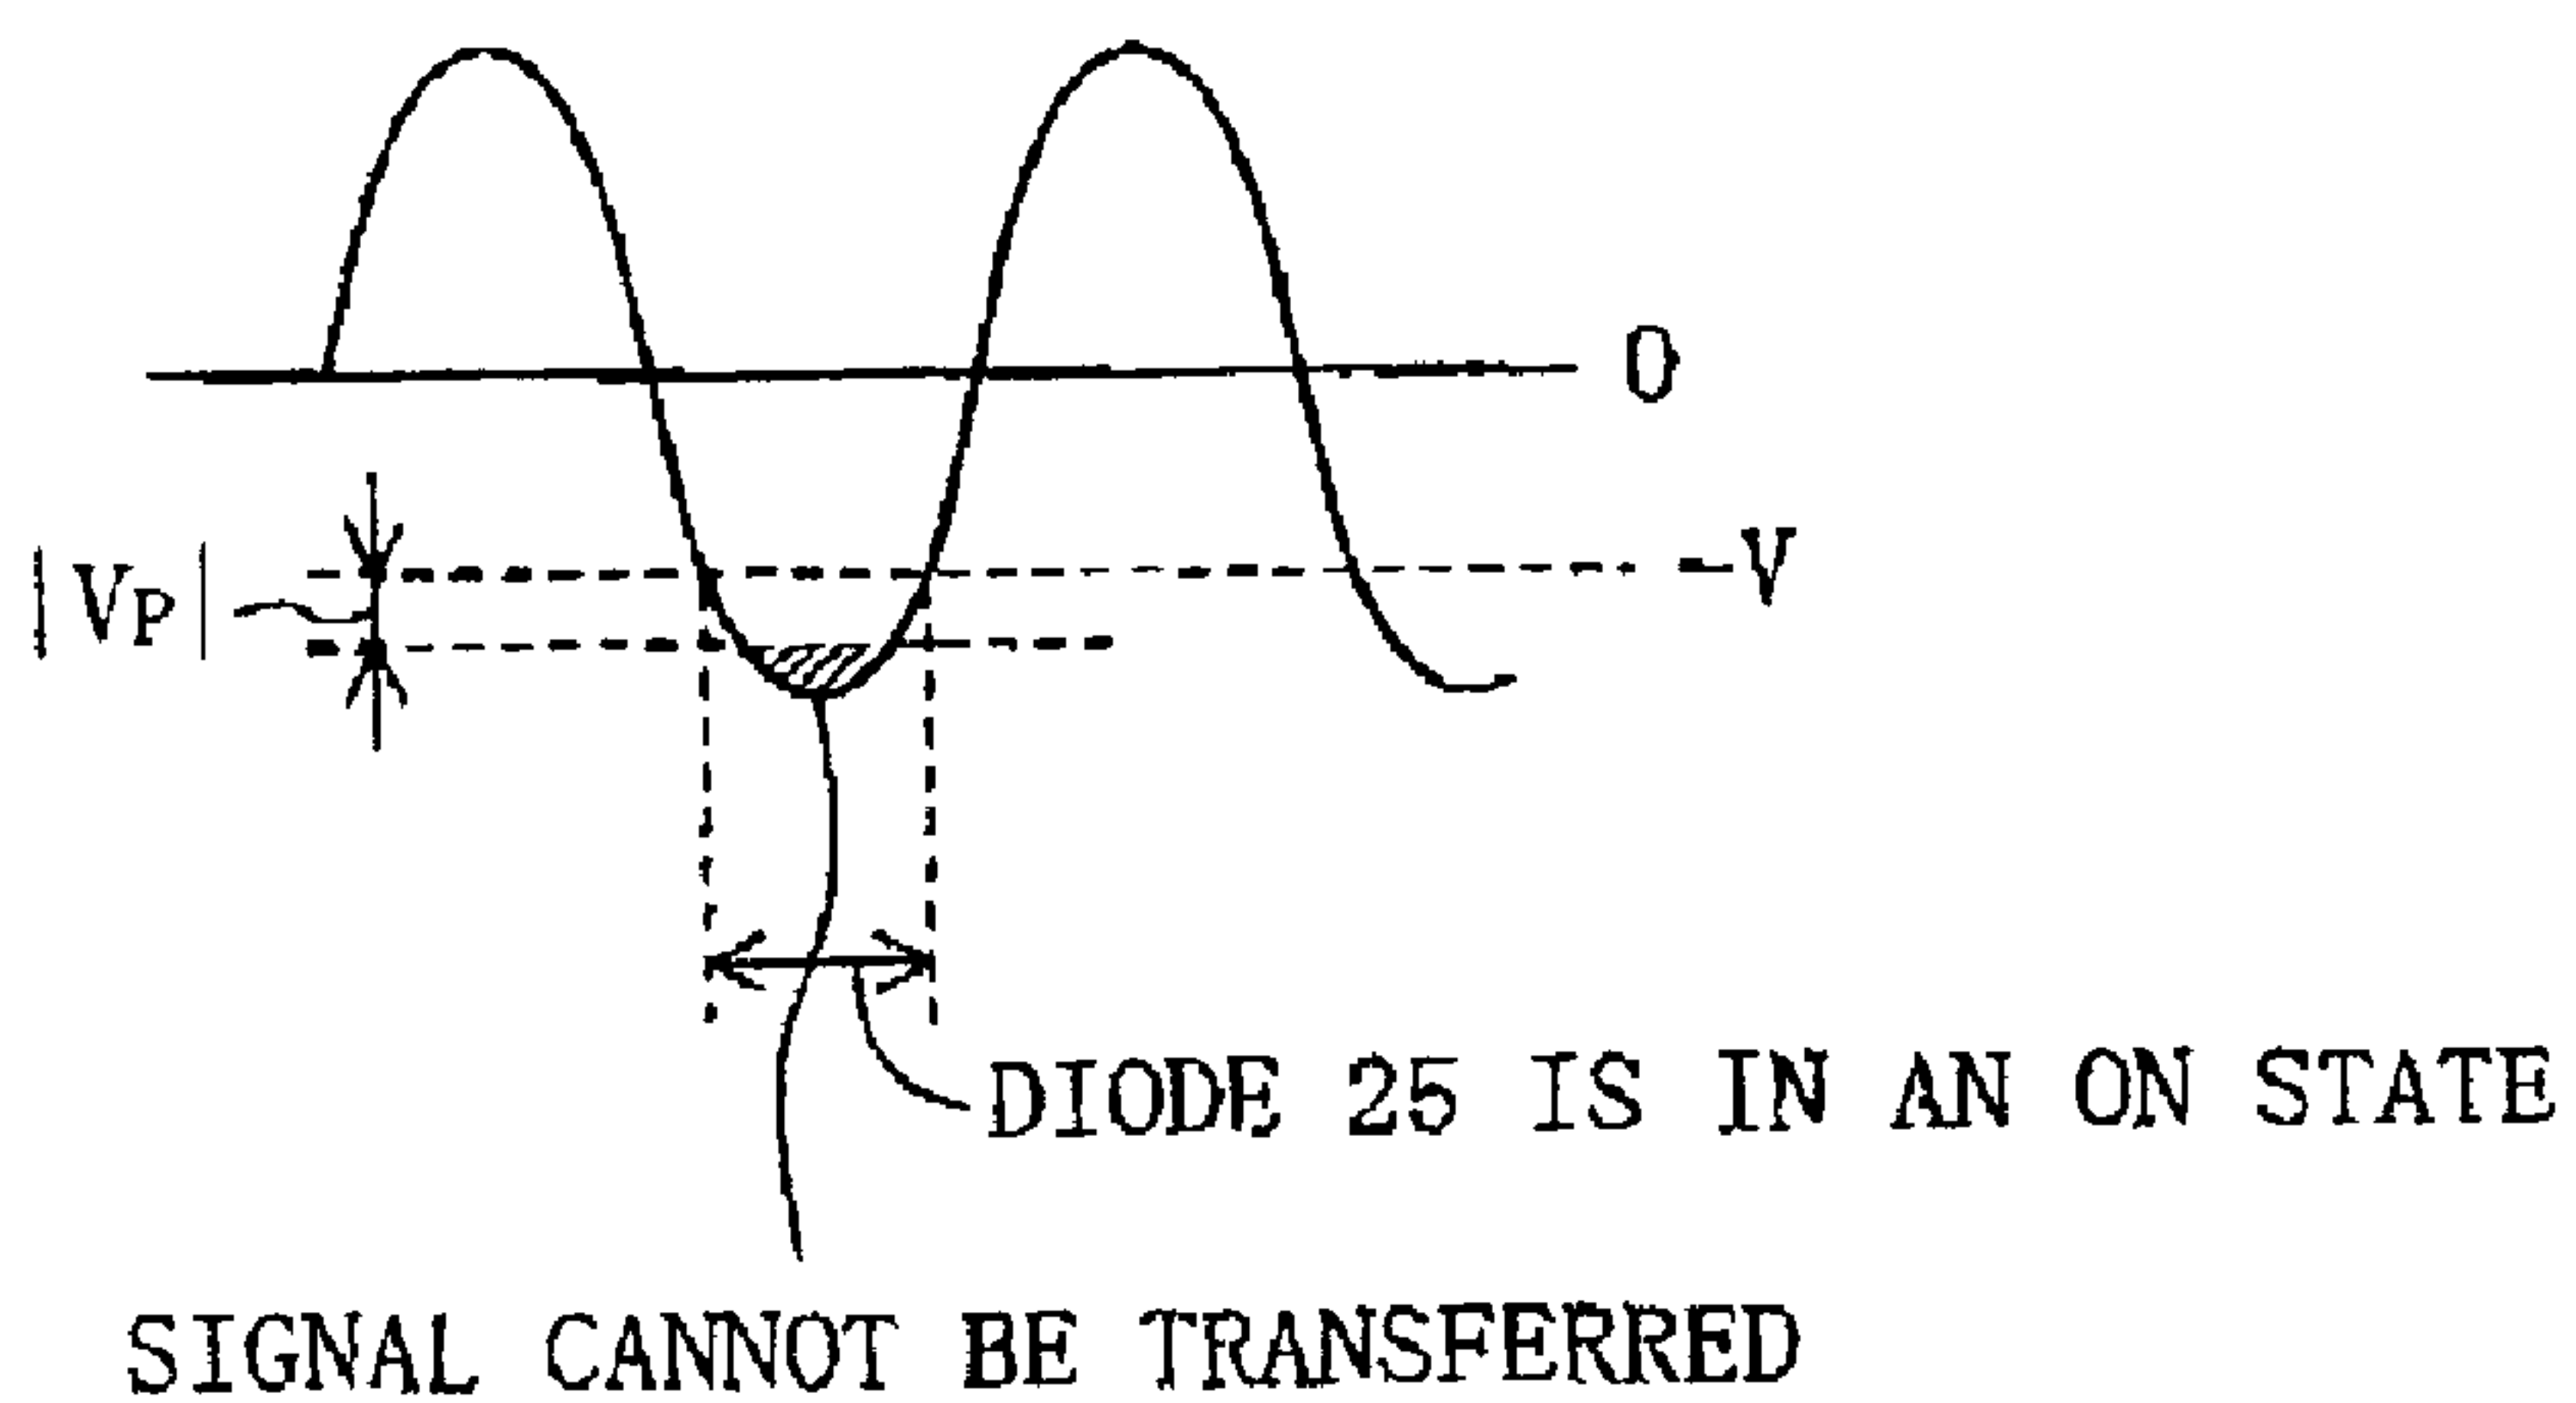 0
-V
|VP|
DIODE 25 IS IN AN ON STATE
SIGNAL CANNOT BE TRANSFERRED